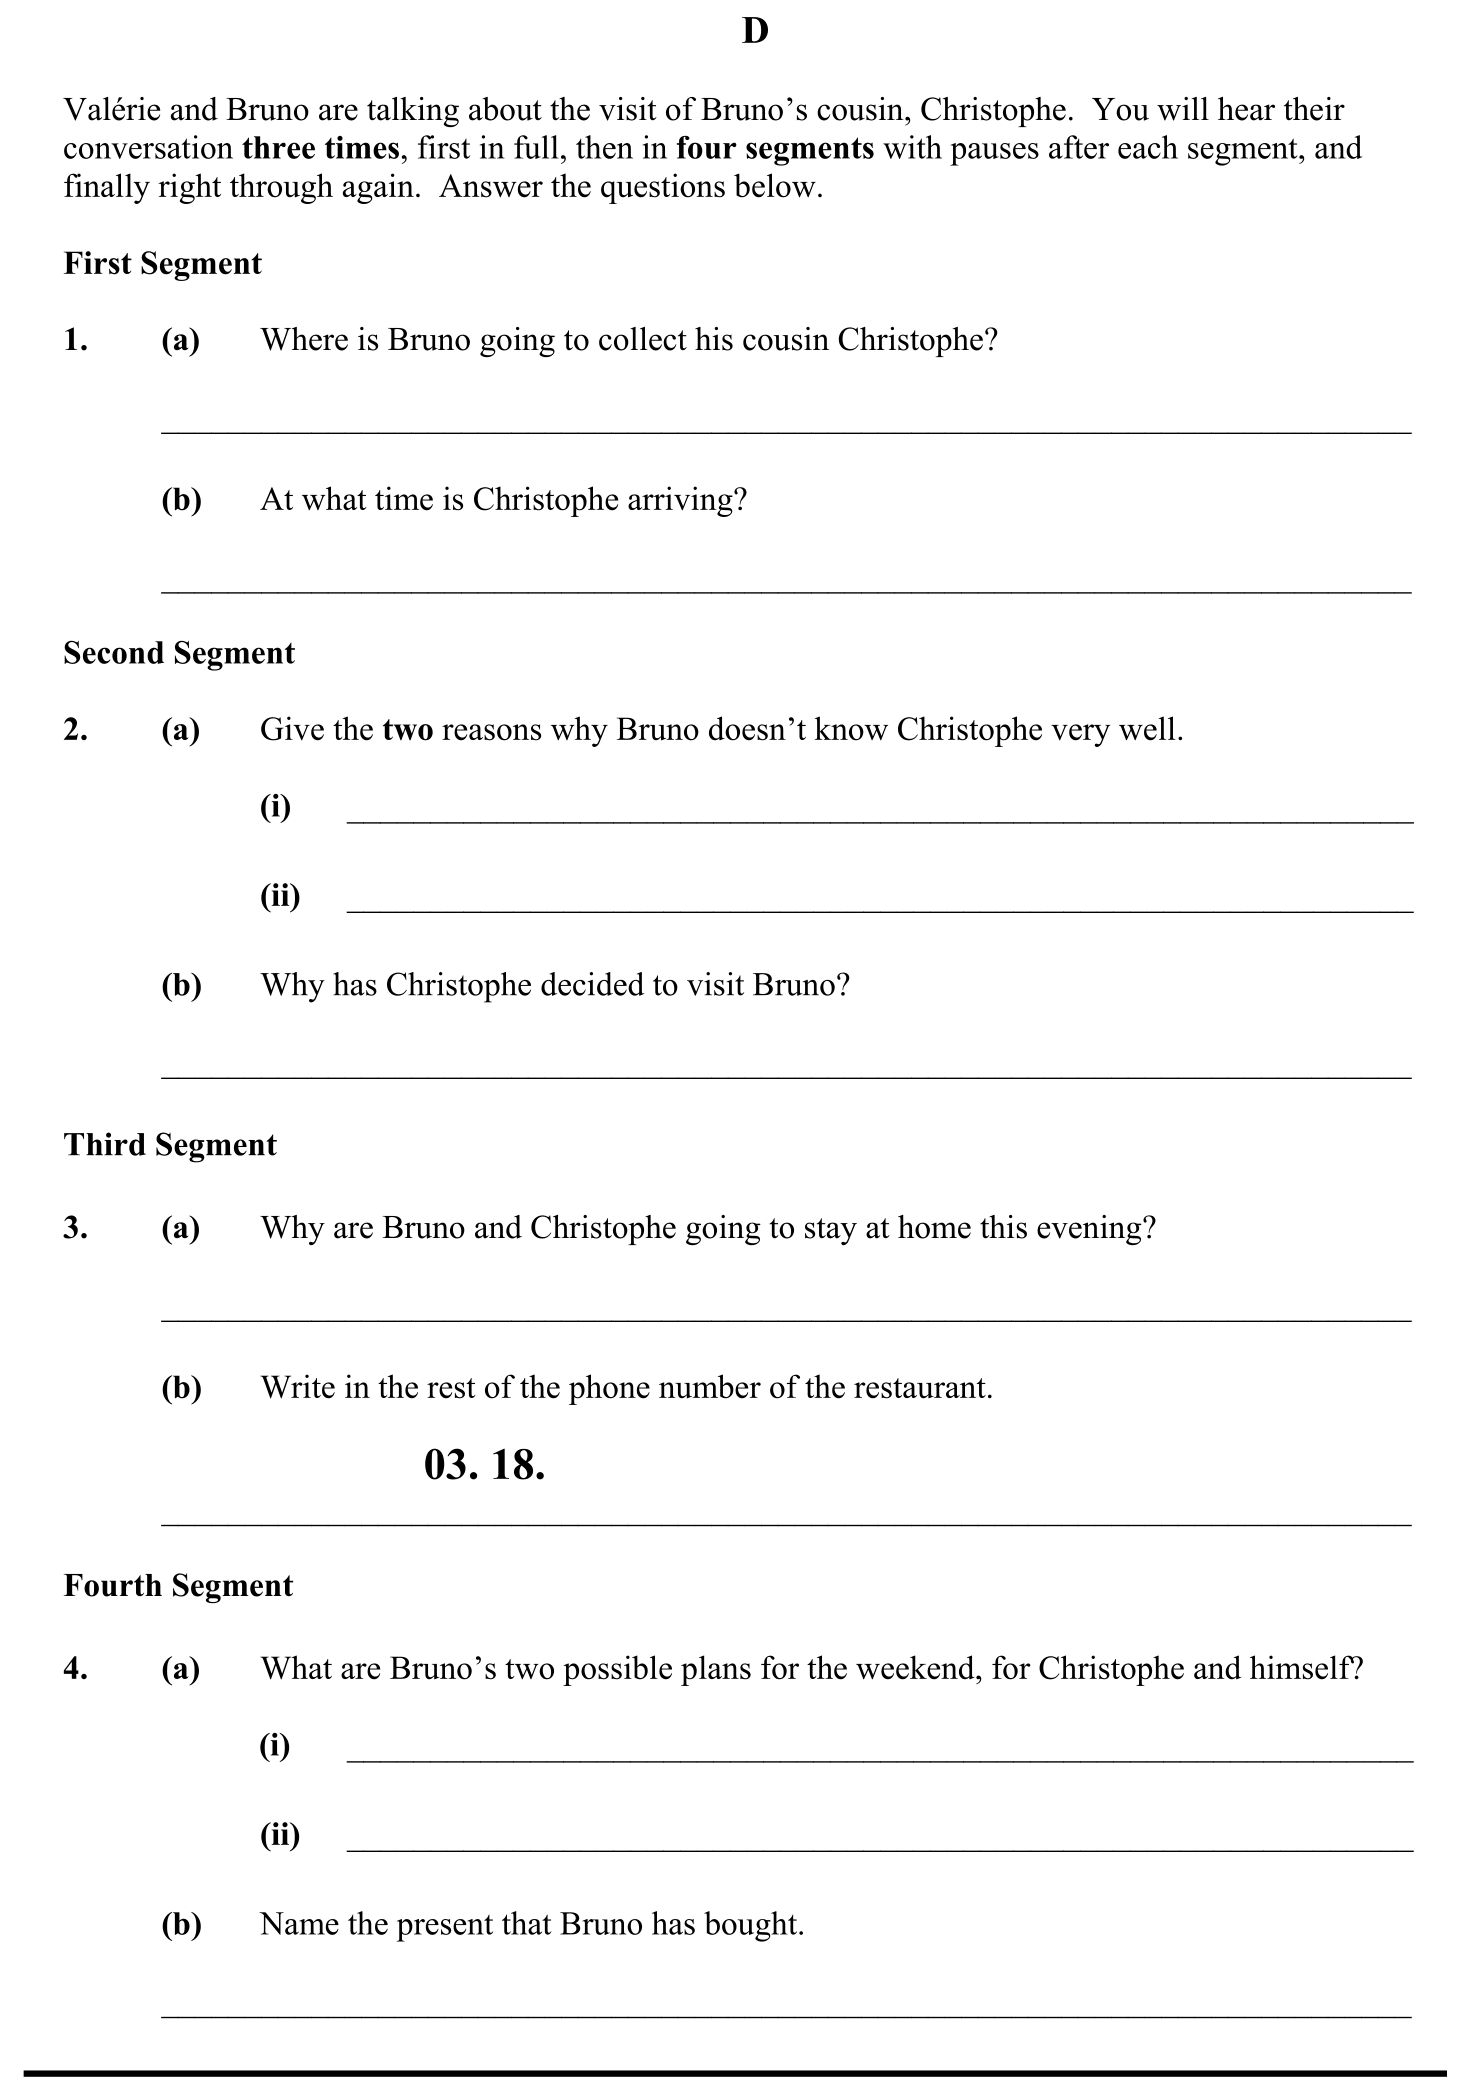 D
Valérie and Bruno are talking about the visit of Bruno’s cousin, Christophe. You will hear their
conversation three times, first in full, then in four segments with pauses after each segment, and
finally right through again. Answer the questions below.
First Segment
1. (a) Where is Bruno going to collect his cousin Christophe?
(b) At what time is Christophe arriving?
Second Segment
2. (a) Give the two reasons why Bruno doesn’t know Christophe very well.
(i)
(ii)
(b) Why has Christophe decided to visit Bruno?
Third Segment
3. (a) Why are Bruno and Christophe going to stay at home this evening?
(b) Write in the rest of the phone number of the restaurant.
03. 18.
Fourth Segment
4. (a) What are Bruno’s two possible plans for the weekend, for Christophe and himself?
(i)
(ii)
(b) Name the present that Bruno has bought.